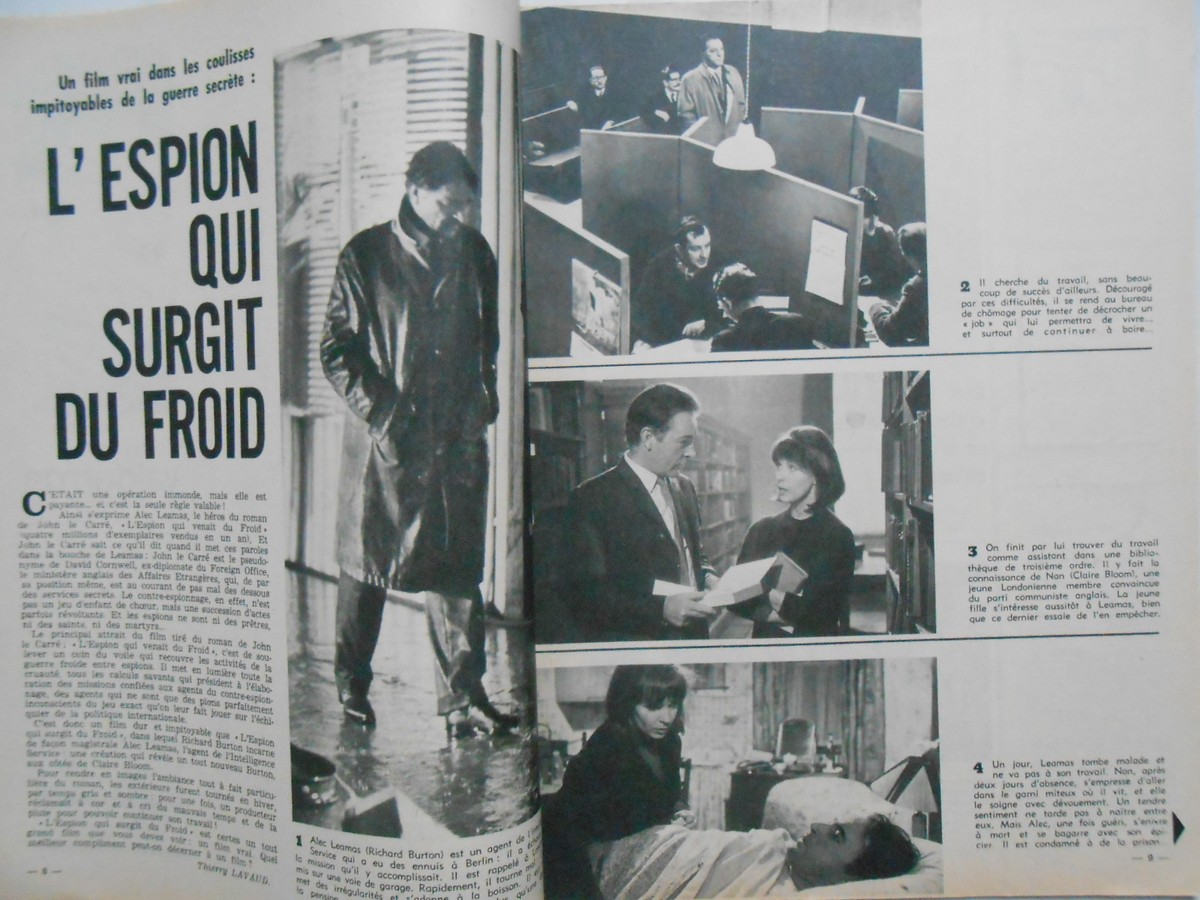 Un film vrai dans les coulisses
impitoyables de la guerre secrète :
L'ESPION
QUI
SURGIT
DU FROID
C'ETAIT une opération immonde, mais elle est
payante... et c'est la seule règle valable !
Ainsi s'exprime Alec Leamas, le héros du roman
de John le Carré, « L'Espion qui venait du Froid »
(quatre millions d'exemplaires vendus en un an). Et
John le Carré sait ce qu'il dit quand il met ces paroles
dans la bouche de Leamas : John le Carré est le pseudo-
nyme de David Cornwell, ex-diplomate du Foreign Office,
le ministère anglais des Affaires Etrangères, qui, de par
sa position même, est au courant de pas mal des dessous
des services secrets. Le contre-espionnage, en effet, n'est
pas un jeu d'enfant de chœur, mais une succession d'actes
parfois révoltants. Et les espions ne sont ni des prêtres,
ni des saints, ni des martyrs...
Le principal attrait du film tiré du roman de John
le Carré : « L'Espion qui venait du Froid », c'est de sou-
lever un coin du voile qui recouvre les activités de la
guerre froide entre espions. Il met en lumière toute la
cruauté, tous les calculs savants qui président à l'élabo-
ration des missions confiées aux agents du contre-espion-
nage, des agents qui ne sont que des pions parfaitement
inconscients du jeu exact qu'on leur fait jouer sur l'échi-
quier de la politique internationale.
C'est donc un film dur et impitoyable que « L'Espion
qui surgit du Froid », dans lequel Richard Burton incarne
de façon magistrale Alec Leamas, l'agent de l'Intelligence
Service : une création qui révèle un tout nouveau Burton,
aux côtés de Claire Bloom.
Pour rendre en images l'ambiance tout à fait particu-
lière du roman, les extérieurs furent tournés en hiver,
par temps gris et sombre : pour une fois, un producteur
réclamait à cor et à cri du mauvais temps et de la
pluie pour pouvoir continuer son travail !
« L'Espion qui surgit du Froid » est certes un tout
grand film que vous devez voir : un film vrai. Quel
meilleur compliment peut-on décerner à un film !
Thierry LAVAUD.
— 8 —
1 Alec Leamas (Richard Burton) est un agent de l'
Service qui a eu des ennuis à Berlin : il a
la mission qu'il y accomplissait. Il est rappelé à
mis sur une voie de garage. Rapidement, il tourne
met des irrégularités et s'adonne à la boisson. Il
la pension
2 Il cherche du travail, sans beau-
coup de succès d'ailleurs. Découragé
par ces difficultés, il se rend au bureau
de chômage pour tenter de décrocher un
« job » qui lui permettra de vivre...
et surtout de continuer à boire...
3 On finit par lui trouver du travail
comme assistant dans une biblio-
thèque de troisième ordre. Il y fait la
connaissance de Nan (Claire Bloom), une
jeune Londonienne membre convaincue
du parti communiste anglais. La jeune
fille s'intéresse aussitôt à Leamas, bien
que ce dernier essaie de l'en empêcher.
4 Un jour, Leamas tombe malade et
ne va pas à son travail. Nan, après
deux jours d'absence, s'empresse d'aller
dans le garni miteux où il vit, et elle
le soigne avec dévouement. Un tendre
sentiment ne tarde pas à naître entre
eux. Mais Alec, une fois guéri, s'enivre
à mort et se bagarre avec son épi-
cier. Il est condamné à de la prison...
— 9 —